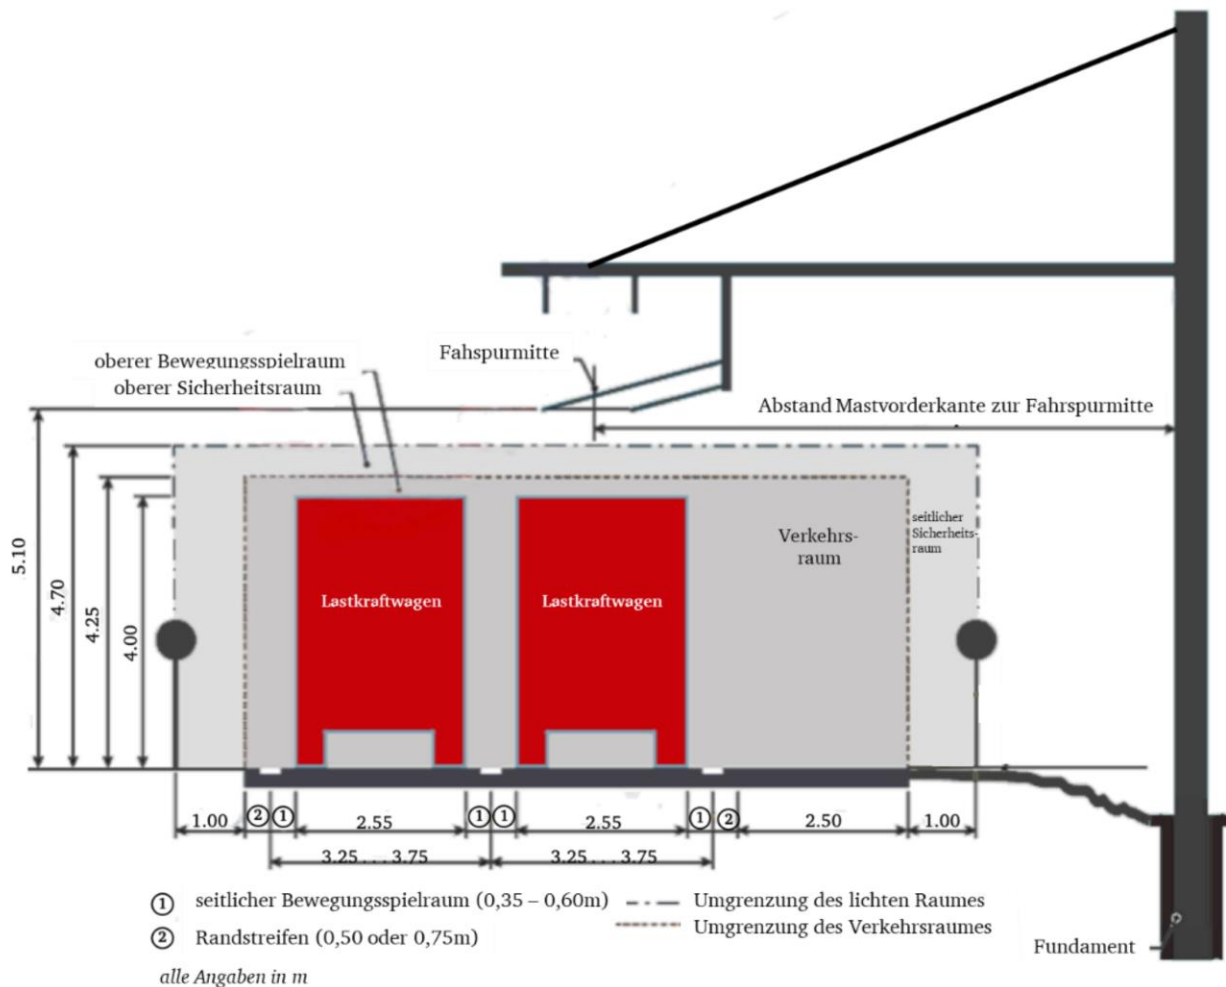 Fahspurmitte
oberer Bewegungsspielraum
oberer Sicherheitsraum
Abstand Mastvorderkante zur Fahrspurmitte
seitlicher
Sicherheits-
raum
Verkehrs-
raum
5.10
4.70
4.25
4.00
Lastkraftwagen
Lastkraftwagen
1.00
②
①
2.55
①
①
2.55
①
②
2.50
1.00
3.25 . . . 3.75
3.25 . . . 3.75
① seitlicher Bewegungsspielraum (0,35 – 0,60m)
② Randstreifen (0,50 oder 0,75m)
alle Angaben in m
Umgrenzung des lichten Raumes
Umgrenzung des Verkehrsraumes
Fundament